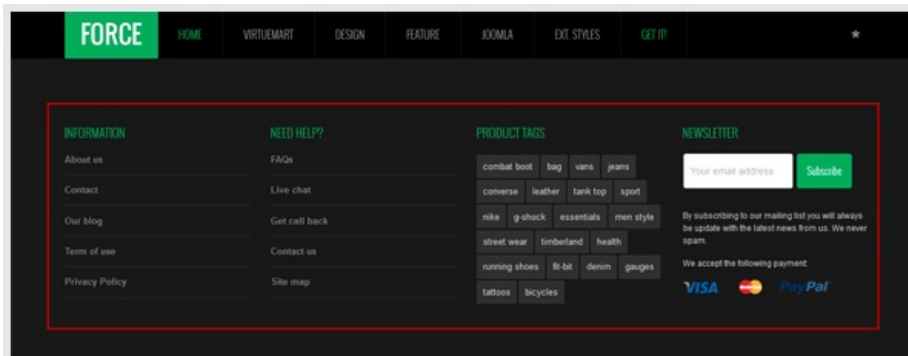 FORCE HOME VIRTUEMART DESIGN FEATURE JOOMLA EXT. STYLES GET IT! *
INFORMATION
About us
Contact
Our blog
Term of use
Privacy Policy
NEED HELP?
FAQs
Live chat
Get call back
Contact us
Site map
PRODUCT TAGS
combat boot bag vans jeans
converse leather tank top sport
nike g-shock essentials men style
street wear timberland health
running shoes fit-bit denim gauges
tattoos bicycles
NEWSLETTER
Your email address Subscribe
By subscribing to our mailing list you will always
be update with the latest news from us. We never
spam.
We accept the following payment:
VISA PayPal